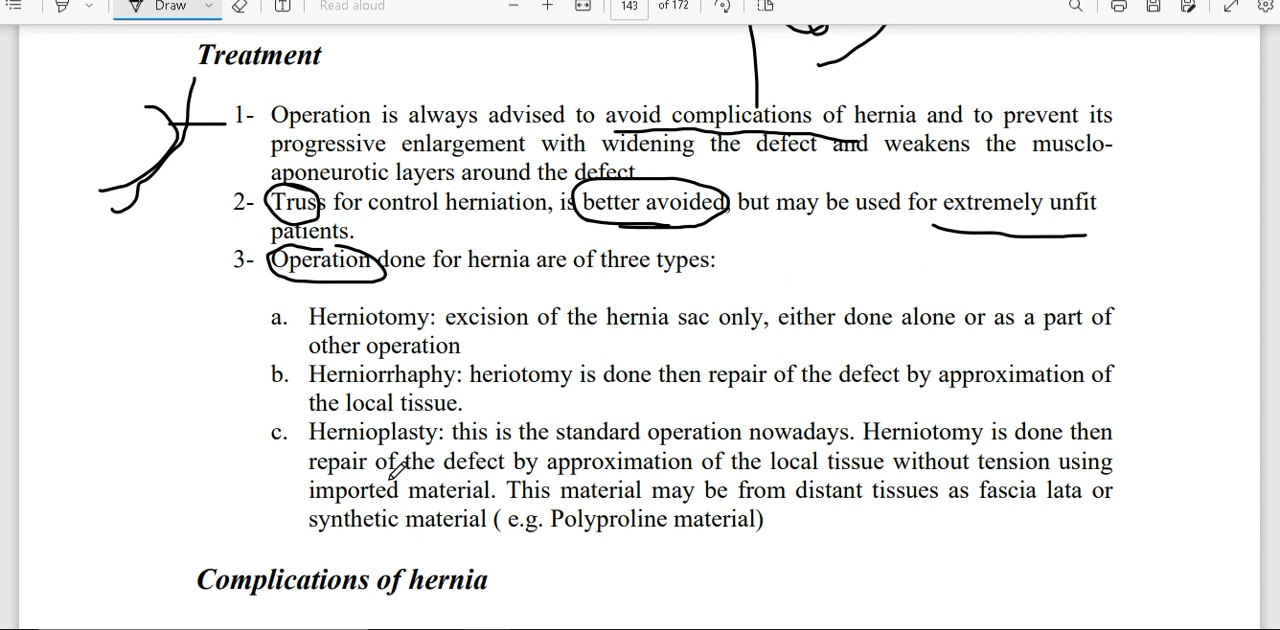 Draw
Read aloud
143 of 172
Treatment
1- Operation is always advised to avoid complications of hernia and to prevent its
progressive enlargement with widening the defect and weakens the musclo-
aponeurotic layers around the defect
2- Truss for control herniation, is better avoided, but may be used for extremely unfit
patients.
3- Operation done for hernia are of three types:
a. Herniotomy: excision of the hernia sac only, either done alone or as a part of
other operation
b. Herniorrhaphy: heriotomy is done then repair of the defect by approximation of
the local tissue.
c. Hernioplasty: this is the standard operation nowadays. Herniotomy is done then
repair of the defect by approximation of the local tissue without tension using
imported material. This material may be from distant tissues as fascia lata or
synthetic material ( e.g. Polyproline material)
Complications of hernia